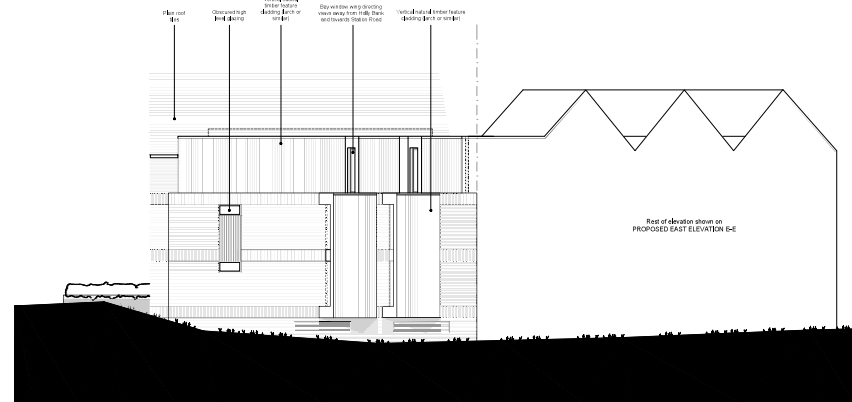 Plain roof
tiles
Obscured high
level glazing
timber feature
cladding (larch or
similar)
Bay window wing directing
views away from Holly Bank
and towards Station Road
Vertical natural timber feature
cladding (larch or similar)
Rest of elevation shown on
PROPOSED EAST ELEVATION E-E